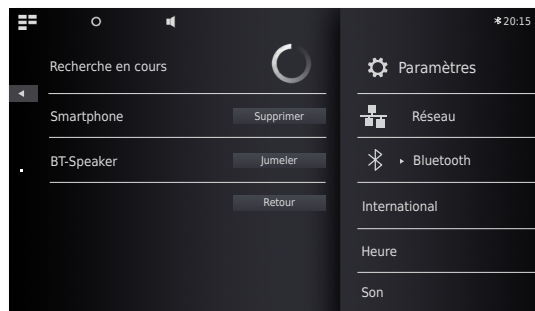 20:15
Recherche en cours
Smartphone
Supprimer
BT-Speaker
Jumeler
Retour
Paramètres
Réseau
Bluetooth
International
Heure
Son